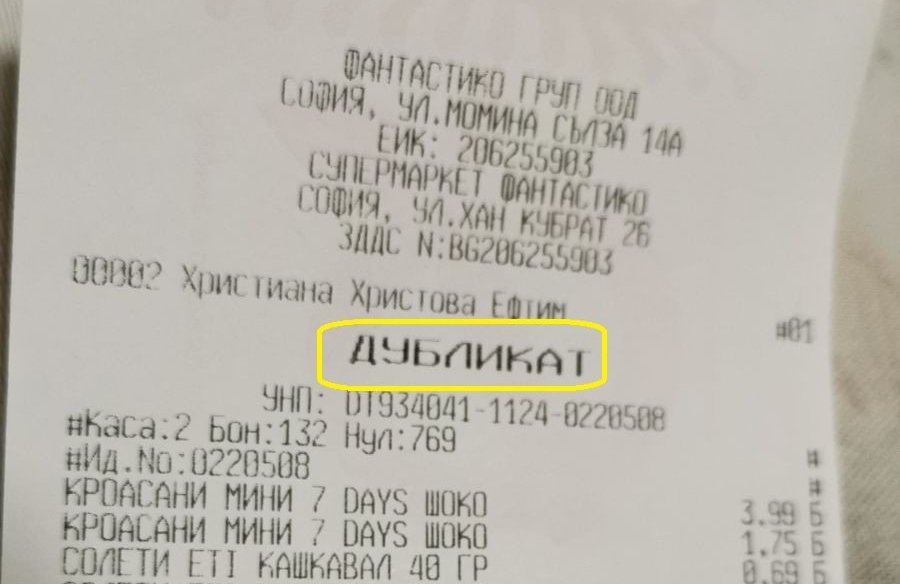 ФАНТАСТИКО ГРУП ООД
СОФИЯ, УЛ.МОМИНА СЪЛЗА 14А
ЕИК: 206255903
СУПЕРМАРКЕТ ФАНТАСТИКО
СОФИЯ, УЛ.ХАН КУБРАТ 26
ЗДДС N:BG206255903
00002 Христиана Христова Ефтим
#01
ДУБЛИКАТ
УНП: DT934041-1124-0220508
#Каса:2 Бон:132 Нул:769
#
#Ид.No:0220508
#
КРОАСАНИ МИНИ 7 DAYS ШОКО 3.99 Б
КРОАСАНИ МИНИ 7 DAYS ШОКО 1.75 Б
СОЛЕТИ ETI КАШКАВАЛ 40 ГР 0.69 Б